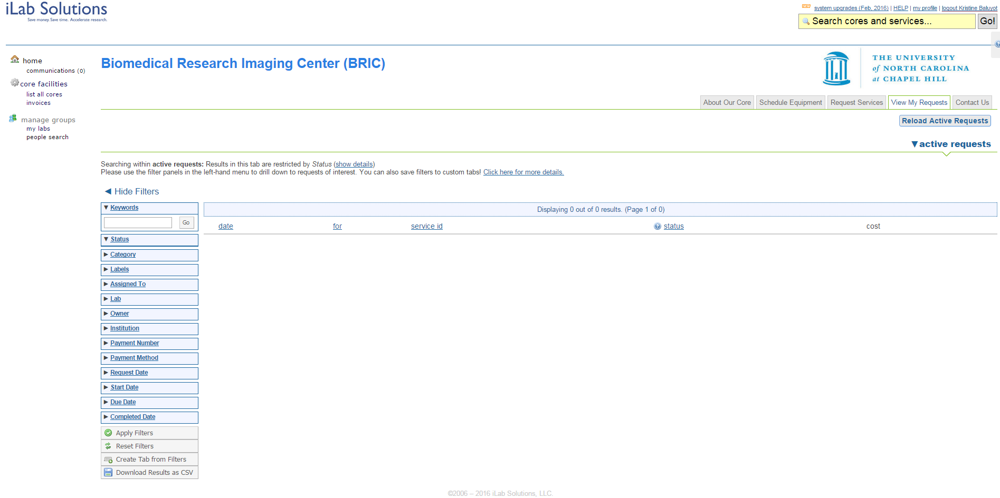 iLab Solutions
Save money. Save time. Accelerate research.
NEW system upgrades (Feb, 2016) | HELP | my profile | logout Kristine Baluyot
Search cores and services... Go!
home
communications (0)
core facilities
list all cores
invoices
manage groups
my labs
people search
Biomedical Research Imaging Center (BRIC)
THE UNIVERSITY
of NORTH CAROLINA
at CHAPEL HILL
About Our Core Schedule Equipment Request Services View My Requests Contact Us
Reload Active Requests
▼active requests
Searching within active requests: Results in this tab are restricted by Status (show details)
Please use the filter panels in the left-hand menu to drill down to requests of interest. You can also save filters to custom tabs! Click here for more details.
◄ Hide Filters
▼ Keywords
Go
▼ Status
► Category
► Labels
► Assigned To
► Lab
► Owner
► Institution
► Payment Number
► Payment Method
► Request Date
► Start Date
► Due Date
► Completed Date
Apply Filters
Reset Filters
Create Tab from Filters
Download Results as CSV
Displaying 0 out of 0 results. (Page 1 of 0)
date for service id ? status cost
©2006 – 2016 iLab Solutions, LLC.